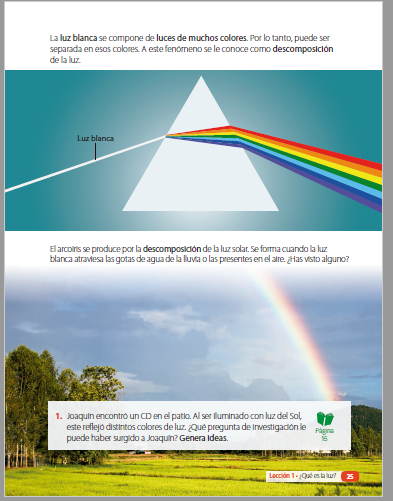 La luz blanca se compone de luces de muchos colores. Por lo tanto, puede ser
separada en esos colores. A este fenómeno se le conoce como descomposición
de la luz.
Luz blanca
El arcoíris se produce por la descomposición de la luz solar. Se forma cuando la luz
blanca atraviesa las gotas de agua de la lluvia o las presentes en el aire. ¿Has visto alguno?
1. Joaquín encontró un CD en el patio. Al ser iluminado con luz del Sol,
este reflejó distintos colores de luz. ¿Qué pregunta de investigación le
puede haber surgido a Joaquín? Genera ideas.
Página
16
Lección 1 - ¿Qué es la luz? 25